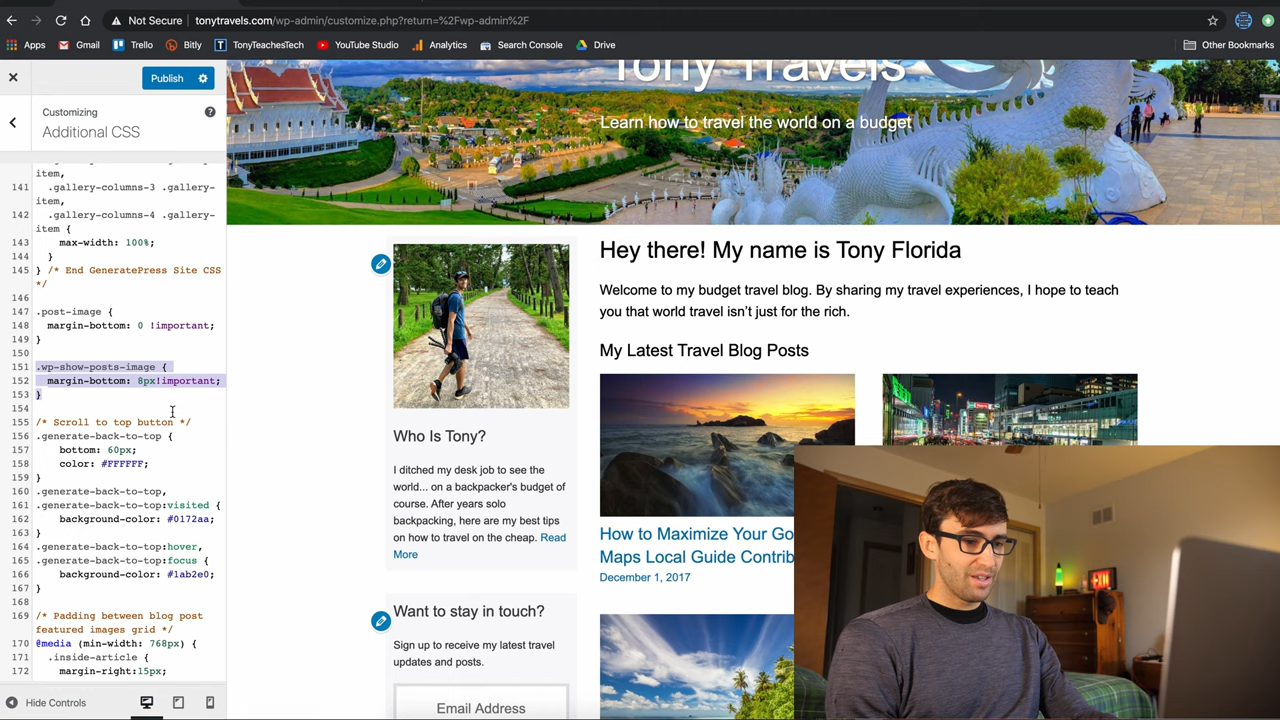 Not Secure
tonytravels.com/wp-admin/customize.php?return=%2Fwp-admin%2F
Apps
Gmail
Trello
Bitly
TonyTeachesTech
YouTube Studio
Analytics
Search Console
Drive
Other Bookmarks
Publish
Customizing
Additional CSS
item,
141 .gallery-columns-3 .gallery-
item,
142 .gallery-columns-4 .gallery-
item {
143 max-width: 100%;
144 }
145 } /* End GeneratePress Site CSS
*/
146
147 .post-image {
148 margin-bottom: 0 !important;
149 }
150
151 .wp-show-posts-image {
152 margin-bottom: 8px!important;
153 }
154
155 /* Scroll to top button */
156 .generate-back-to-top {
157 bottom: 60px;
158 color: #FFFFFF;
159 }
160 .generate-back-to-top,
161 .generate-back-to-top:visited {
162 background-color: #0172aa;
163 }
164 .generate-back-to-top:hover,
165 .generate-back-to-top:focus {
166 background-color: #1ab2e0;
167 }
168
169 /* Padding between blog post
featured images grid */
170 @media (min-width: 768px) {
171 .inside-article {
172 margin-right:15px;
Hide Controls
Tony Travels
Learn how to travel the world on a budget
Who Is Tony?
I ditched my desk job to see the
world... on a backpacker's budget of
course. After years solo
backpacking, here are my best tips
on how to travel on the cheap. Read
More
Want to stay in touch?
Sign up to receive my latest travel
updates and posts.
Email Address
Hey there! My name is Tony Florida
Welcome to my budget travel blog. By sharing my travel experiences, I hope to teach
you that world travel isn't just for the rich.
My Latest Travel Blog Posts
How to Maximize Your Go
Maps Local Guide Contrib
December 1, 2017